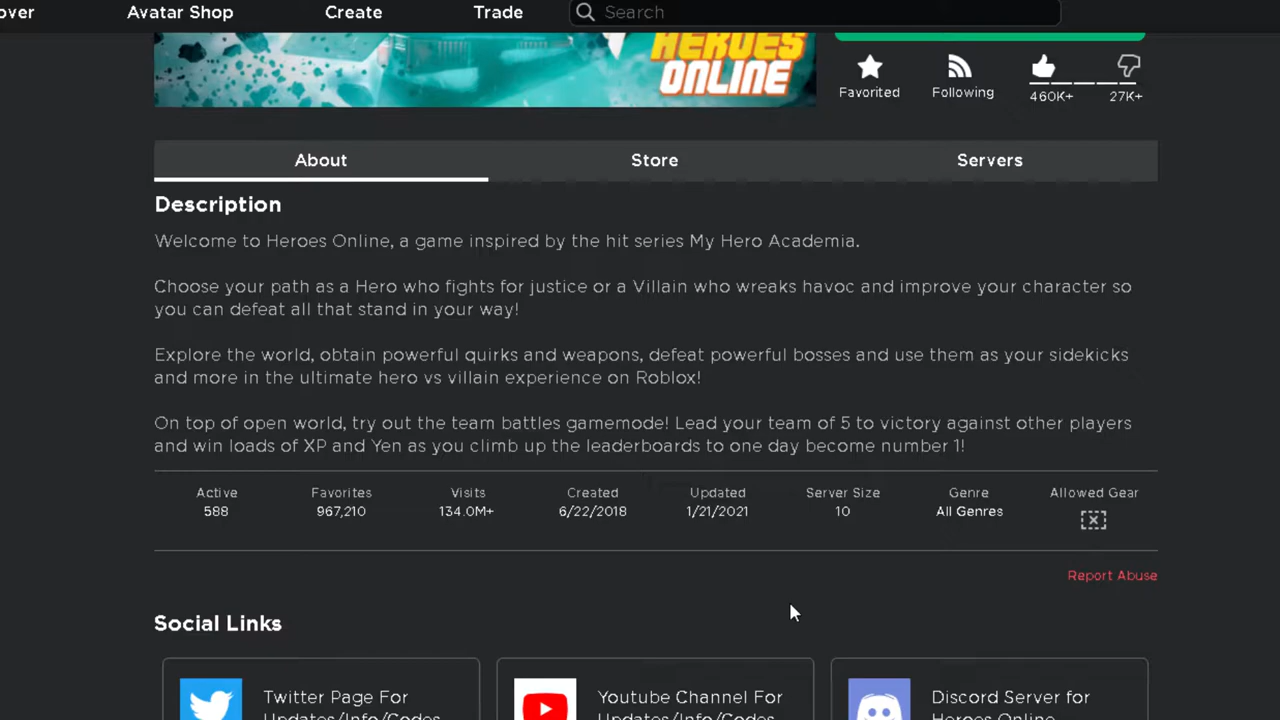 over Avatar Shop Create Trade Search
HEROES
ONLINE
Favorited Following 460K+ 27K+
About Store Servers
Description
Welcome to Heroes Online, a game inspired by the hit series My Hero Academia.
Choose your path as a Hero who fights for justice or a Villain who wreaks havoc and improve your character so
you can defeat all that stand in your way!
Explore the world, obtain powerful quirks and weapons, defeat powerful bosses and use them as your sidekicks
and more in the ultimate hero vs villain experience on Roblox!
On top of open world, try out the team battles gamemode! Lead your team of 5 to victory against other players
and win loads of XP and Yen as you climb up the leaderboards to one day become number 1!
Active Favorites Visits Created Updated Server Size Genre Allowed Gear
588 967,210 134.0M+ 6/22/2018 1/21/2021 10 All Genres
Report Abuse
Social Links
Twitter Page For Youtube Channel For Discord Server for
Updates/Info/Codes Updates/Info/Codes Heroes Online